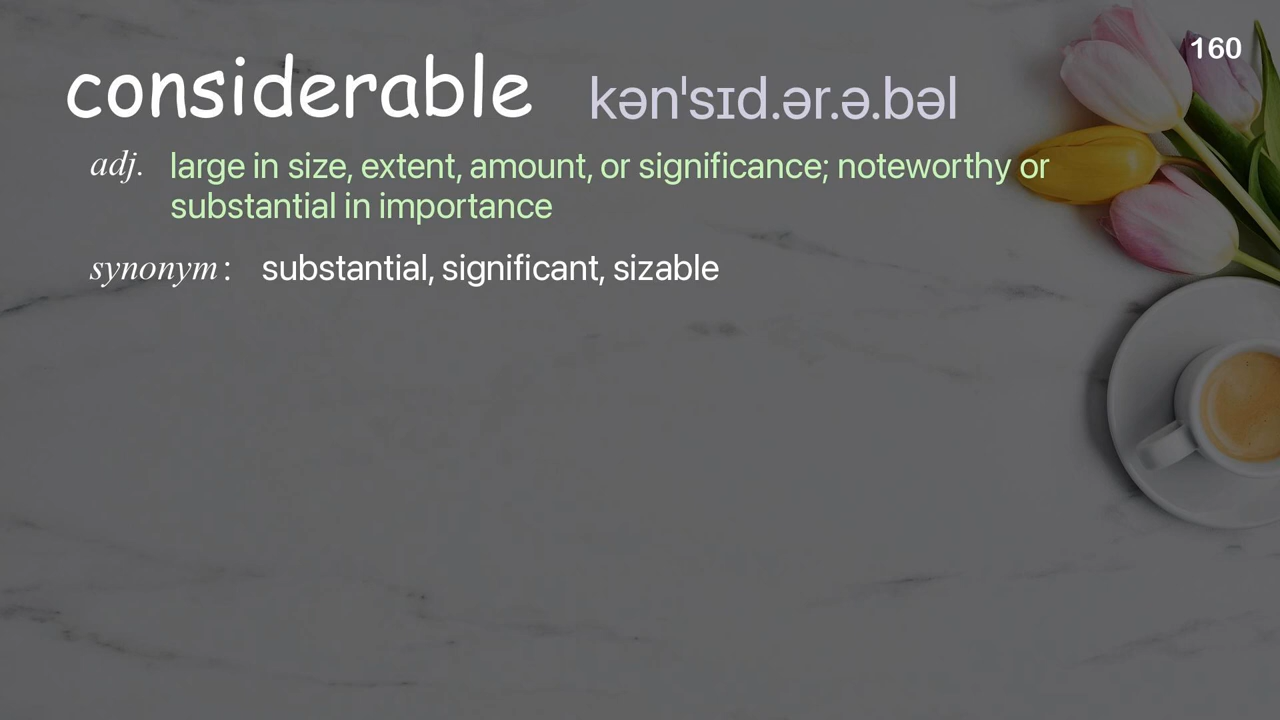 160
considerable kən'sɪd.ər.ə.bəl
adj. large in size, extent, amount, or significance; noteworthy or
substantial in importance
synonym : substantial, significant, sizable